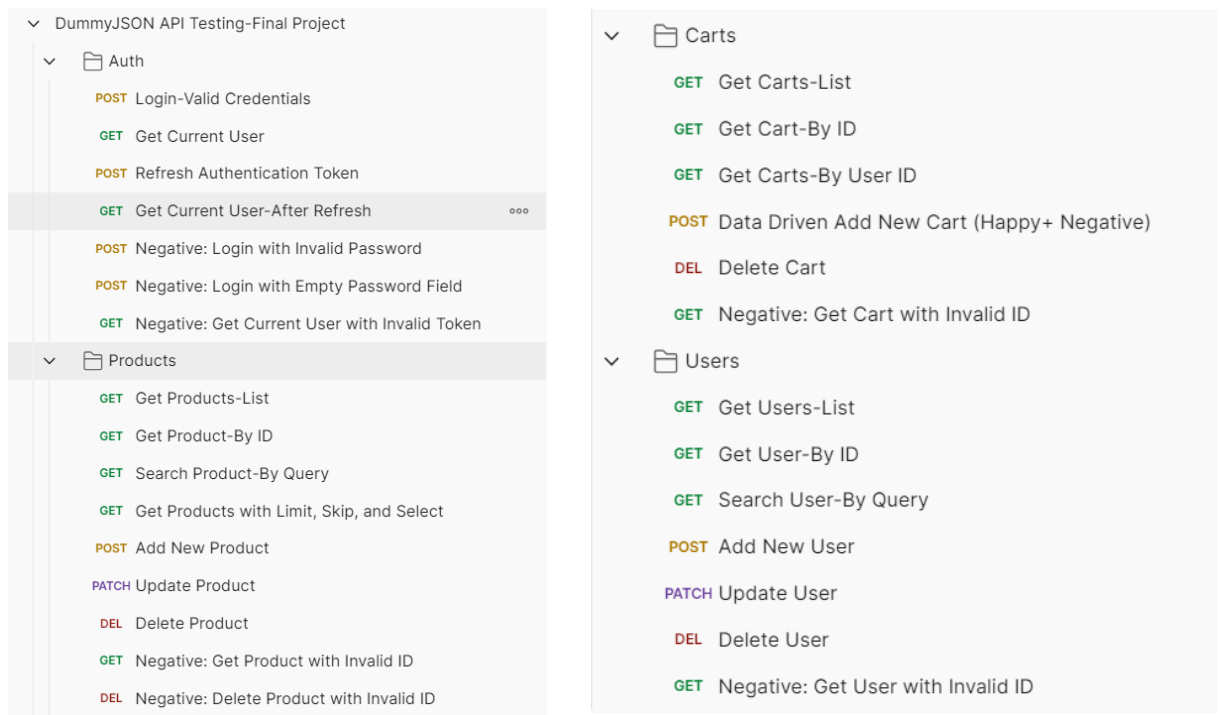 DummyJSON API Testing-Final Project
Auth
POST Login-Valid Credentials
GET Get Current User
POST Refresh Authentication Token
GET Get Current User-After Refresh
POST Negative: Login with Invalid Password
POST Negative: Login with Empty Password Field
GET Negative: Get Current User with Invalid Token
Products
GET Get Products-List
GET Get Product-By ID
GET Search Product-By Query
GET Get Products with Limit, Skip, and Select
POST Add New Product
PATCH Update Product
DEL Delete Product
GET Negative: Get Product with Invalid ID
DEL Negative: Delete Product with Invalid ID
Carts
GET Get Carts-List
GET Get Cart-By ID
GET Get Carts-By User ID
POST Data Driven Add New Cart (Happy+ Negative)
DEL Delete Cart
GET Negative: Get Cart with Invalid ID
Users
GET Get Users-List
GET Get User-By ID
GET Search User-By Query
POST Add New User
PATCH Update User
DEL Delete User
GET Negative: Get User with Invalid ID